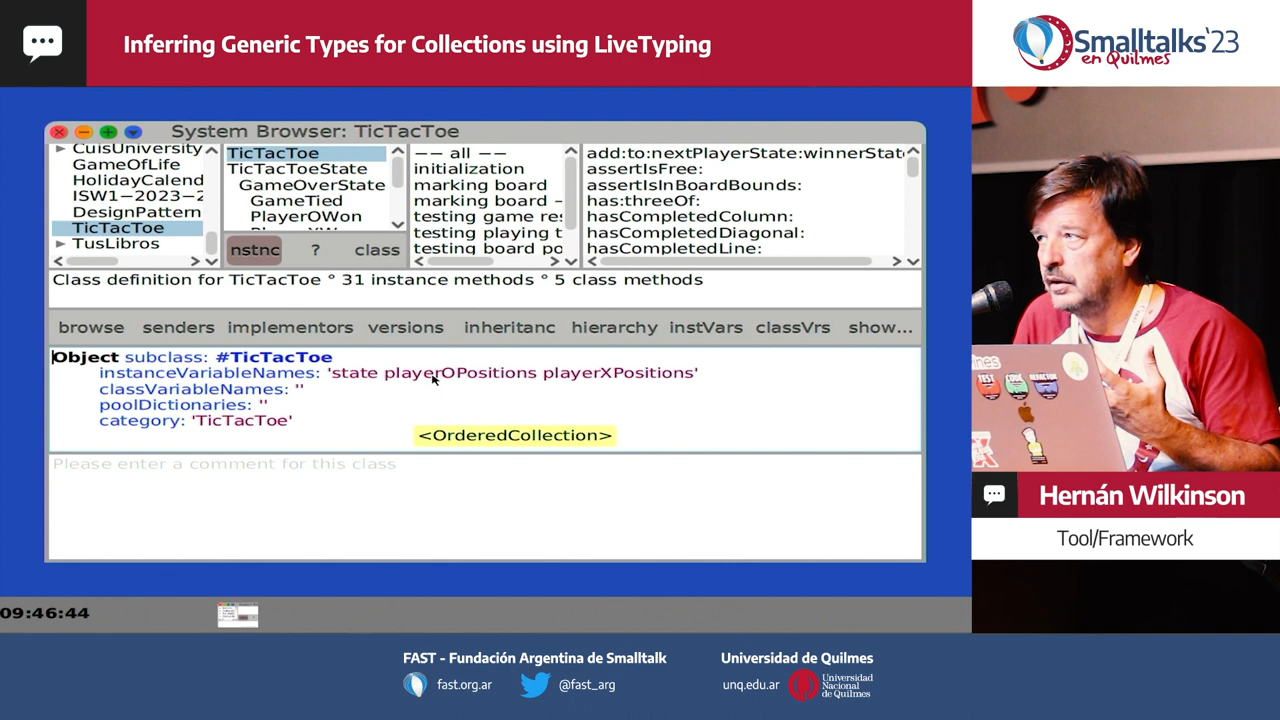 Inferring Generic Types for Collections using LiveTyping
Smalltalks'23
en Quilmes
System Browser: TicTacToe
CuisUniversity
GameOfLife
HolidayCalend
ISW1-2023-2
DesignPattern
TicTacToe
TusLibros
TicTacToe
TicTacToeState
GameOverState
GameTied
PlayerOWon
nstnc ? class
-- all --
initialization
marking board
marking board -
testing game re
testing playing t
testing board po
add:to:nextPlayerState:winnerStat
assertIsFree:
assertIsInBoardBounds:
has:threeOf:
hasCompletedColumn:
hasCompletedDiagonal:
hasCompletedLine:
Class definition for TicTacToe ° 31 instance methods ° 5 class methods
browse senders implementors versions inheritanc hierarchy instVars classVrs show...
Object subclass: #TicTacToe
instanceVariableNames: 'state playerOPositions playerXPositions'
classVariableNames: ''
poolDictionaries: ''
category: 'TicTacToe'
<OrderedCollection>
Please enter a comment for this class
09:46:44
TEST
CODE
REFACTOR
Hernán Wilkinson
Tool/Framework
FAST - Fundación Argentina de Smalltalk
fast.org.ar
@fast_arg
Universidad de Quilmes
unq.edu.ar
Universidad
Nacional
de Quilmes